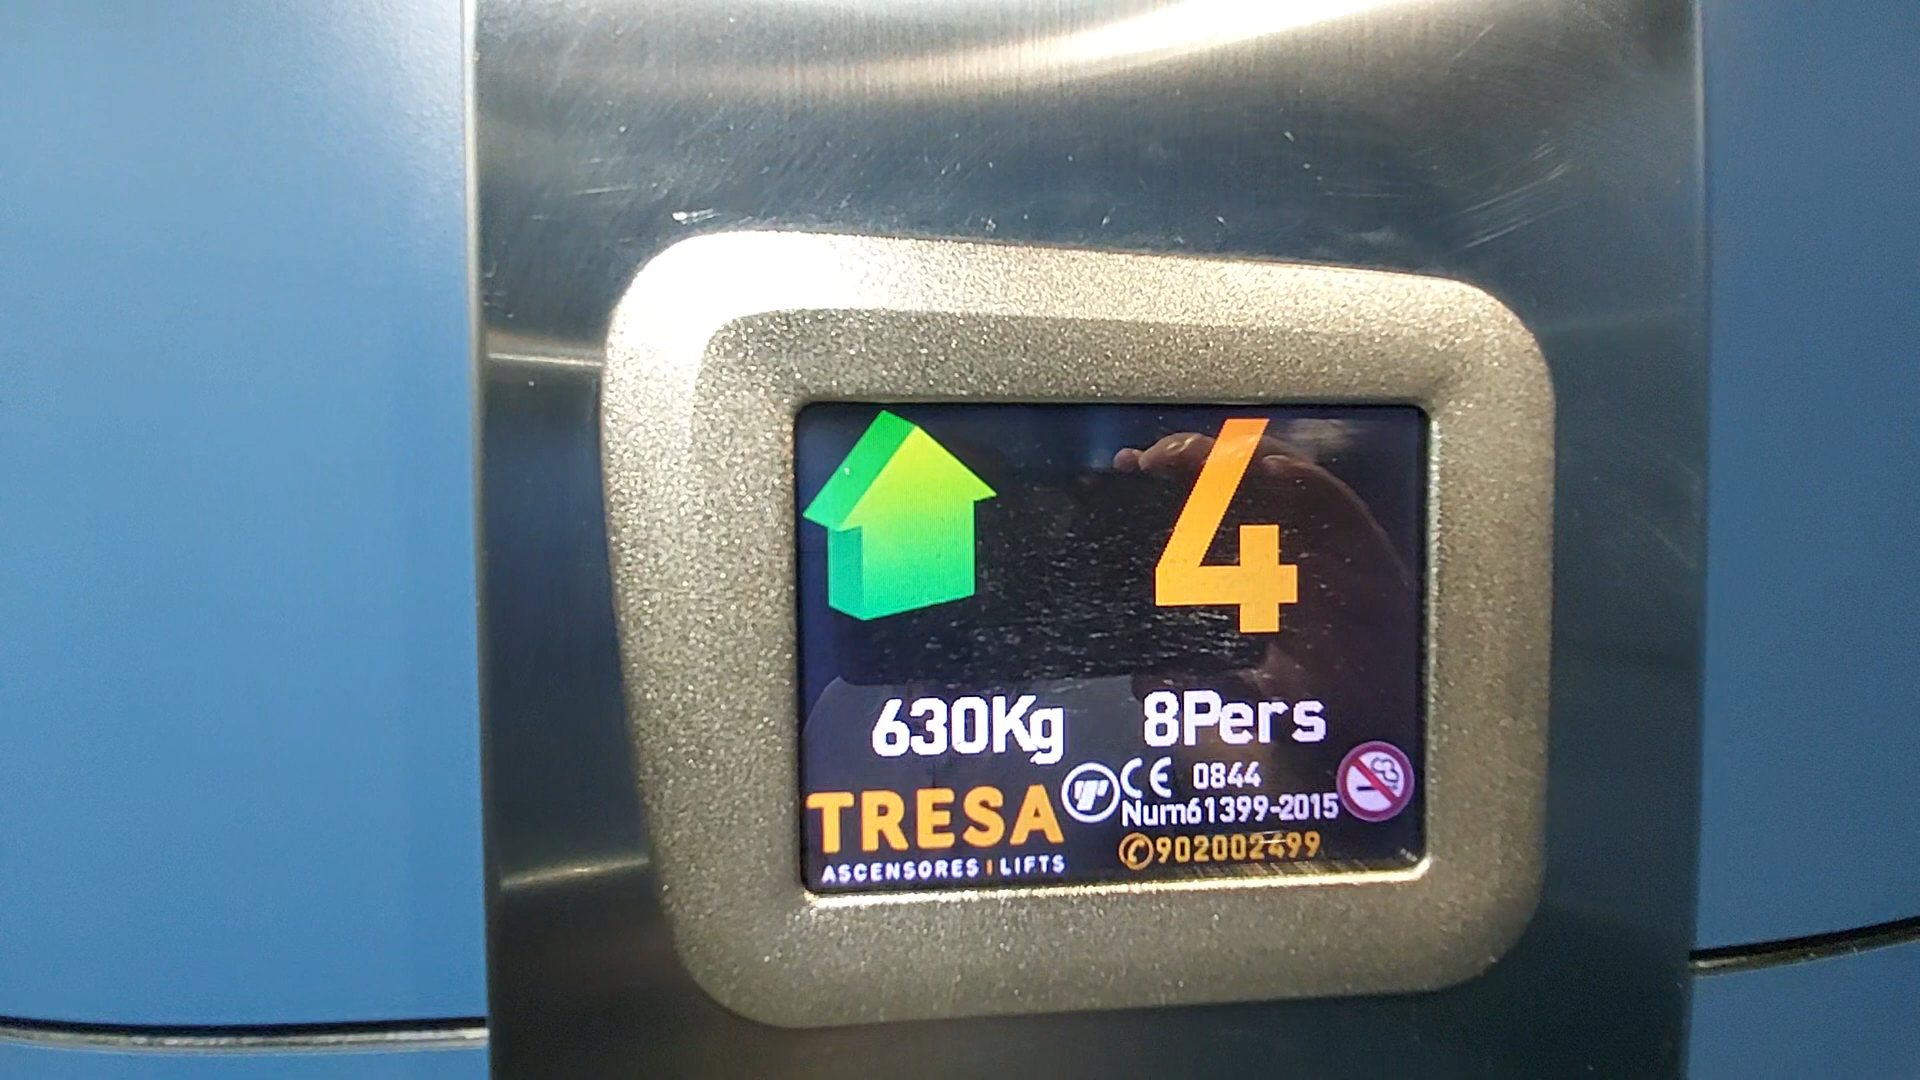 4
630Kg 8Pers
CE 0844
Num61399-2015
TRESA
ASCENSORES | LIFTS
902002499